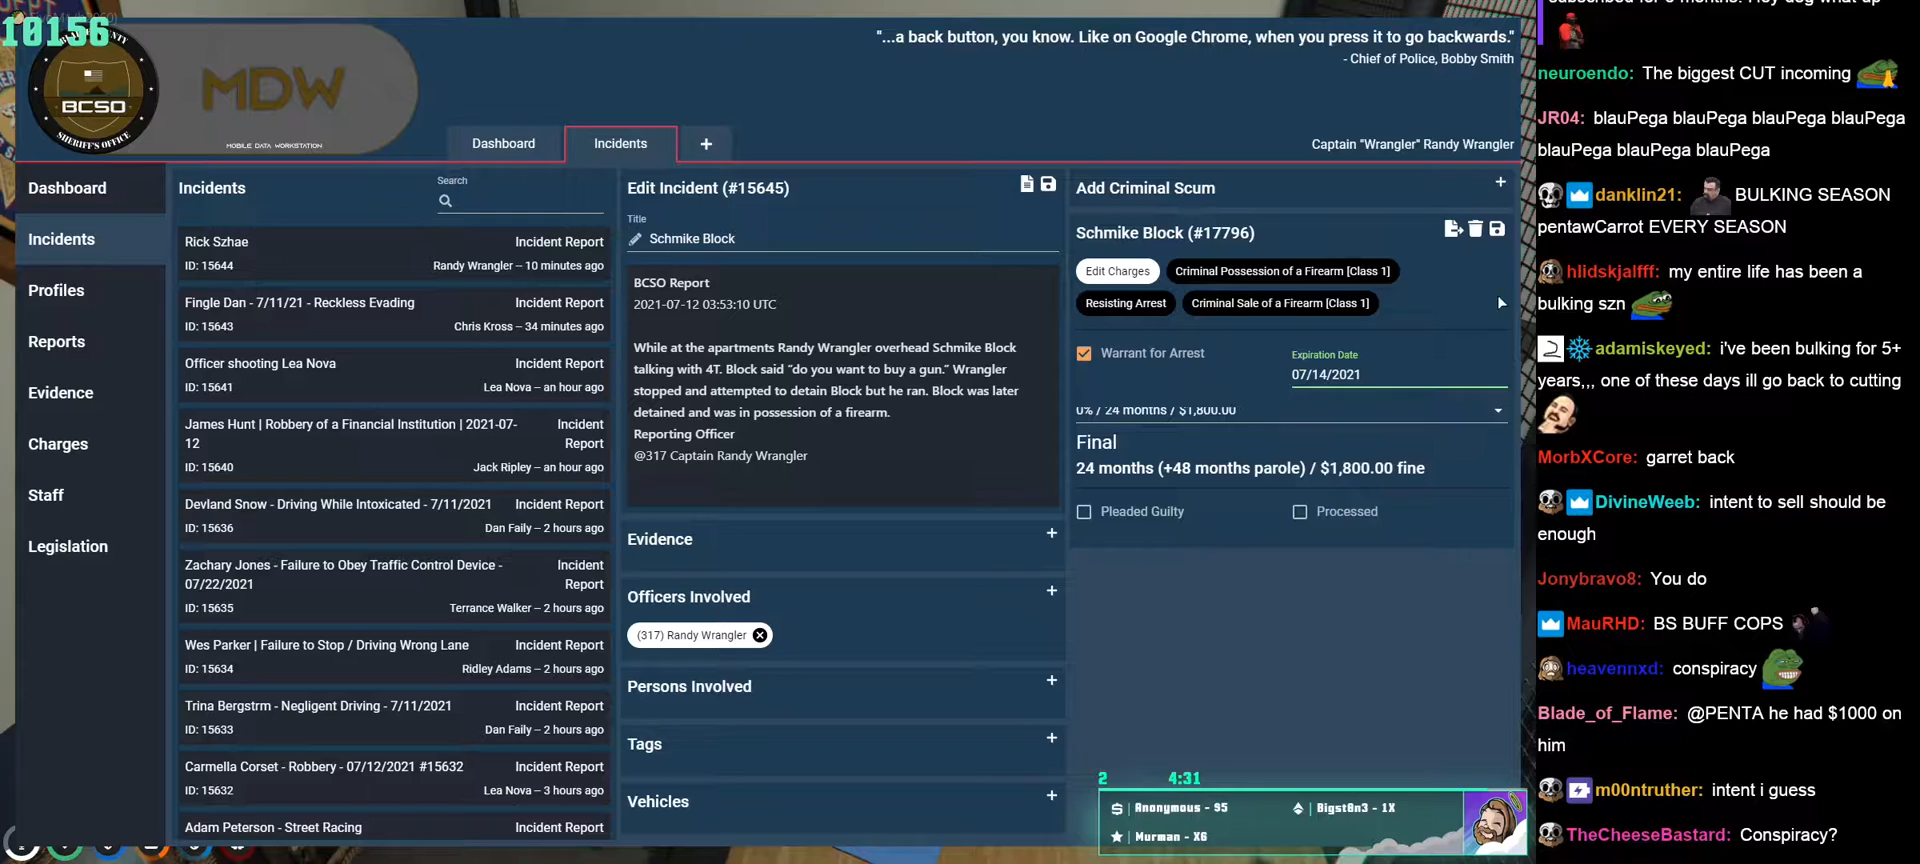 10156
BCSO
SHERIFF'S OFFICE
MDW
MOBILE DATA WORKSTATION
"...a back button, you know. Like on Google Chrome, when you press it to go backwards."
- Chief of Police, Bobby Smith
Dashboard
Incidents
+
Captain "Wrangler" Randy Wrangler
Dashboard
Incidents
Profiles
Reports
Evidence
Charges
Staff
Legislation
Incidents
Search
Rick Szhae
Incident Report
ID: 15644
Randy Wrangler – 10 minutes ago
Fingle Dan - 7/11/21 - Reckless Evading
Incident Report
ID: 15643
Chris Kross – 34 minutes ago
Officer shooting Lea Nova
Incident Report
ID: 15641
Lea Nova – an hour ago
James Hunt | Robbery of a Financial Institution | 2021-07-
12
Incident
Report
ID: 15640
Jack Ripley – an hour ago
Devland Snow - Driving While Intoxicated - 7/11/2021
Incident Report
ID: 15636
Dan Faily – 2 hours ago
Zachary Jones - Failure to Obey Traffic Control Device -
07/22/2021
Incident
Report
ID: 15635
Terrance Walker – 2 hours ago
Wes Parker | Failure to Stop / Driving Wrong Lane
Incident Report
ID: 15634
Ridley Adams – 2 hours ago
Trina Bergstrm - Negligent Driving - 7/11/2021
Incident Report
ID: 15633
Dan Faily – 2 hours ago
Carmella Corset - Robbery - 07/12/2021 #15632
Incident Report
ID: 15632
Lea Nova – 3 hours ago
Adam Peterson - Street Racing
Incident Report
Edit Incident (#15645)
Title
Schmike Block
BCSO Report
2021-07-12 03:53:10 UTC
While at the apartments Randy Wrangler overhead Schmike Block
talking with 4T. Block said "do you want to buy a gun." Wrangler
stopped and attempted to detain Block but he ran. Block was later
detained and was in possession of a firearm.
Reporting Officer
@317 Captain Randy Wrangler
Evidence
+
Officers Involved
+
(317) Randy Wrangler
Persons Involved
+
Tags
+
Vehicles
+
Add Criminal Scum
+
Schmike Block (#17796)
Edit Charges
Criminal Possession of a Firearm [Class 1]
Resisting Arrest
Criminal Sale of a Firearm [Class 1]
Warrant for Arrest
Expiration Date
07/14/2021
0% / 24 months / $1,800.00
Final
24 months (+48 months parole) / $1,800.00 fine
Pleaded Guilty
Processed
2
4:31
Anonymous - 95
Bigst8n3 - 1X
Murman - X6
neuroendo: The biggest CUT incoming
JR04: blauPega blauPega blauPega blauPega
blauPega blauPega blauPega
danklin21: BULKING SEASON
pentawCarrot EVERY SEASON
hlidskjalfff: my entire life has been a
bulking szn
adamiskeyed: i've been bulking for 5+
years,,, one of these days ill go back to cutting
MorbXCore: garret back
DivineWeeb: intent to sell should be
enough
Jonybravo8: You do
MauRHD: BS BUFF COPS
heavennxd: conspiracy
Blade_of_Flame: @PENTA he had $1000 on
him
m00ntruther: intent i guess
TheCheeseBastard: Conspiracy?